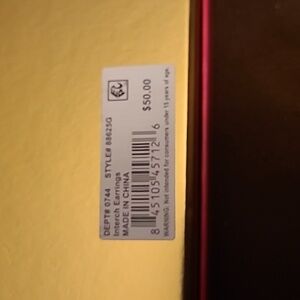 DEPT# 0744 STYLE# 88625G
Interch Earrings
MADE IN CHINA
$50.00
8 45105 45712 6
WARNING: Not intended for consumers under 15 years of age.